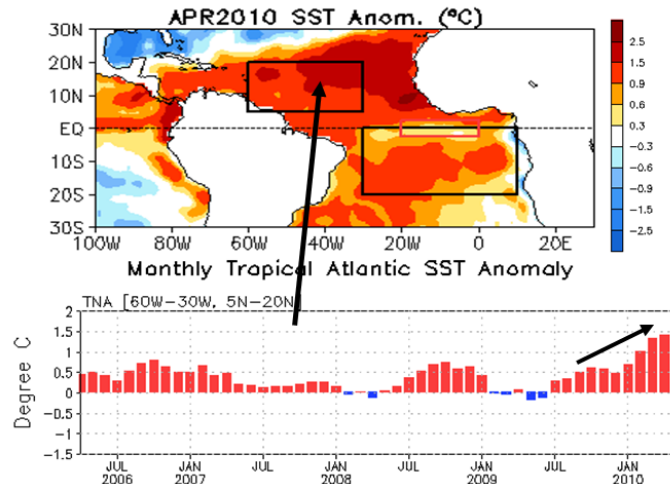 APR2010 SST Anom. (°C)
30N
20N
10N
EQ
10S
20S
30S
100W 80W 60W 40W 20W 0 20E
2.5
1.5
0.9
0.6
0.3
-0.3
-0.6
-0.9
-1.5
-2.5
Monthly Tropical Atlantic SST Anomaly
TNA [60W-30W, 5N-20N]
Degree C
2
1.5
1
0.5
0
-0.5
-1
-1.5
JUL JAN JUL JAN JUL JAN JUL JAN
2006 2007 2008 2009 2010